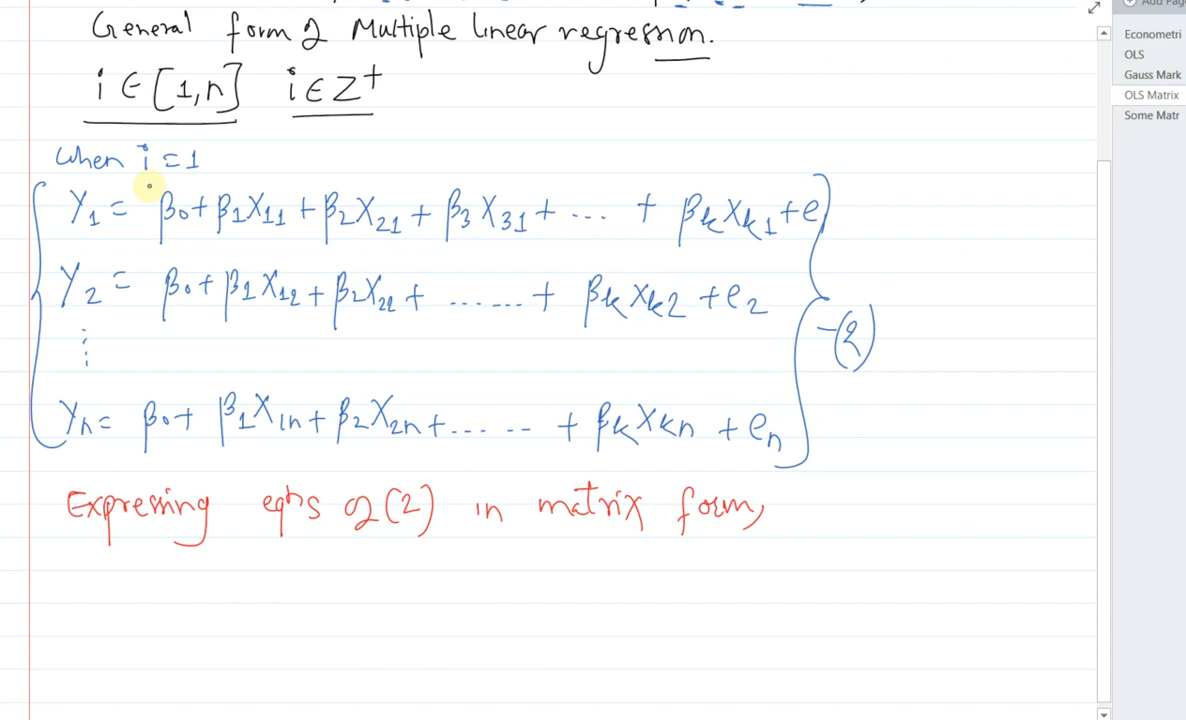 General form of Multiple linear regression.
i ∈ [1, n] i ∈ Z⁺
when i = 1
Y₁ = β₀ + β₁X₁₁ + β₂X₂₁ + β₃X₃₁ + ... + βₖXₖ₁ + e
Y₂ = β₀ + β₁X₁₂ + β₂X₂₂ + ...... + βₖXₖ₂ + e₂
⋮
-(2)
Yₙ = β₀ + β₁X₁ₙ + β₂X₂ₙ + ...... + βₖXₖₙ + eₙ
Expressing eqns of (2) in matrix form,
Econometri
OLS
Gauss Mark
OLS Matrix
Some Matr